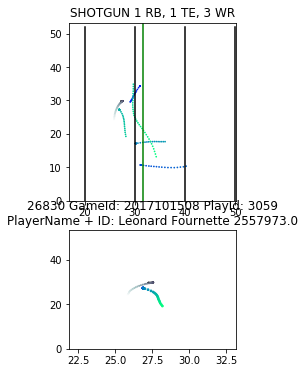 SHOTGUN 1 RB, 1 TE, 3 WR
50
40
30
20
10
0
20 30 40 50
26830 GameId: 2017101508 PlayId: 3059
PlayerName + ID: Leonard Fournette 2557973.0
40
20
0
22.5 25.0 27.5 30.0 32.5